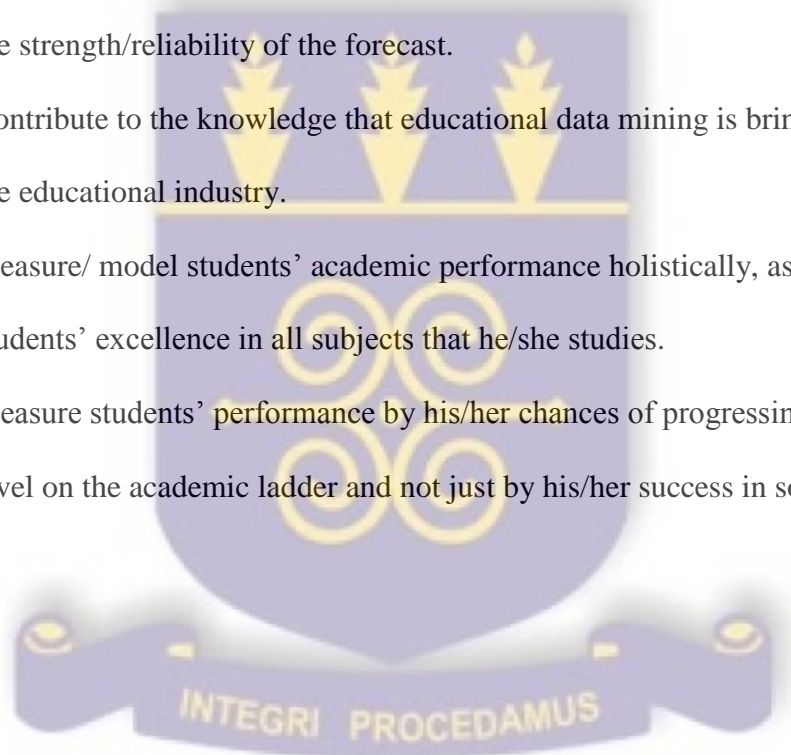 e strength/reliability of the forecast.
ontribute to the knowledge that educational data mining is brin
e educational industry.
easure/ model students’ academic performance holistically, as
udents’ excellence in all subjects that he/she studies.
easure students’ performance by his/her chances of progressin
vel on the academic ladder and not just by his/her success in so
INTEGRI PROCEDAMUS